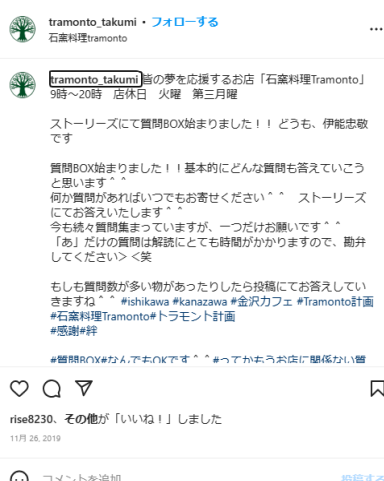 tramonto_takumi • フォローする
石窯料理tramonto
tramonto_takumi 皆の夢を応援するお店「石窯料理Tramonto」
9時～20時　店休日　火曜　第三月曜
ストーリーズにて質問BOX始まりました！！ どうも、伊能忠敬
です
質問BOX始まりました！！基本的にどんな質問も答えていこう
と思います＾＾
何か質問があればいつでもお寄せください＾＾　ストーリーズ
にてお答えいたします＾＾
今も続々質問集まっていますが、一つだけお願いです＾＾
「あ」だけの質問は解読にとても時間がかかりますので、勘弁
してください＞＜笑
もしも質問数が多い物があったりしたら投稿にてお答えしてい
きますね＾＾ #ishikawa #kanazawa #金沢カフェ #Tramonto計画
#石窯料理Tramonto#トラモント計画
#感謝#絆
#質問BOX#なんでもOKです＾＾#ってかもうお店に関係ない質
rise8230、その他が「いいね！」しました
11月 26, 2019
コメントを追加
投稿する